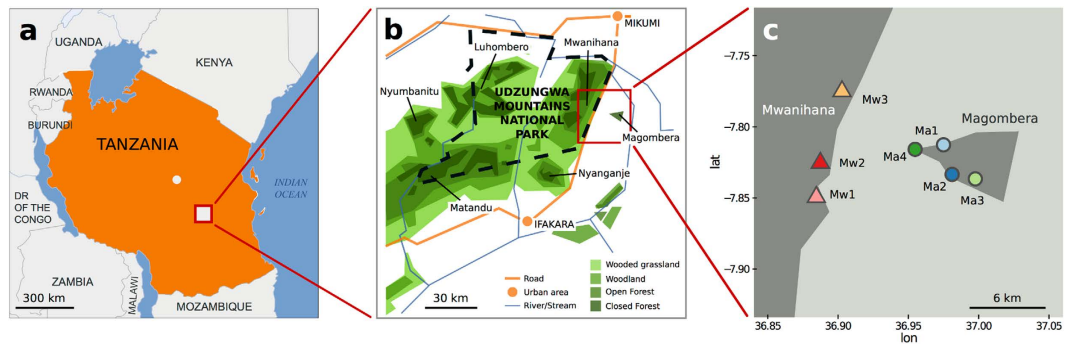 a
UGANDA
KENYA
RWANDA
BURUNDI
TANZANIA
INDIAN
OCEAN
DR
OF THE
CONGO
ZAMBIA
MALAWI
MOZAMBIQUE
300 km
b
MIKUMI
Luhombero
Mwanihana
Nyumbanitu
UDZUNGWA
MOUNTAINS
NATIONAL
PARK
Magombera
Nyanganje
Matandu
IFAKARA
Road
Urban area
River/Stream
Wooded grassland
Woodland
Open Forest
Closed Forest
30 km
c
−7.75
−7.80
−7.85
−7.90
lat
Mw3
Mwanihana
Magombera
Ma1
Ma4
Mw2
Ma2
Ma3
Mw1
6 km
36.85
36.90
36.95
37.00
37.05
lon